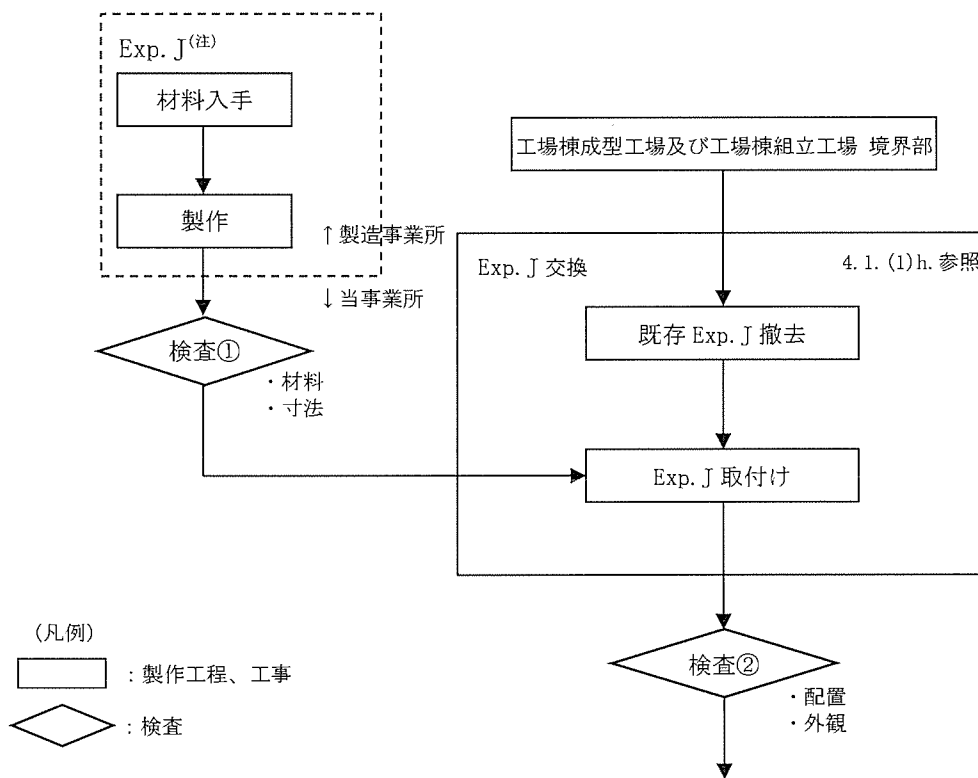 Exp. J(注)
材料入手
製作
↑製造事業所
↓当事業所
検査①
・材料
・寸法
工場棟成型工場及び工場棟組立工場 境界部
Exp. J 交換
4.1.(1)h.参照
既存 Exp. J 撤去
Exp. J 取付け
検査②
・配置
・外観
(凡例)
：製作工程、工事
：検査